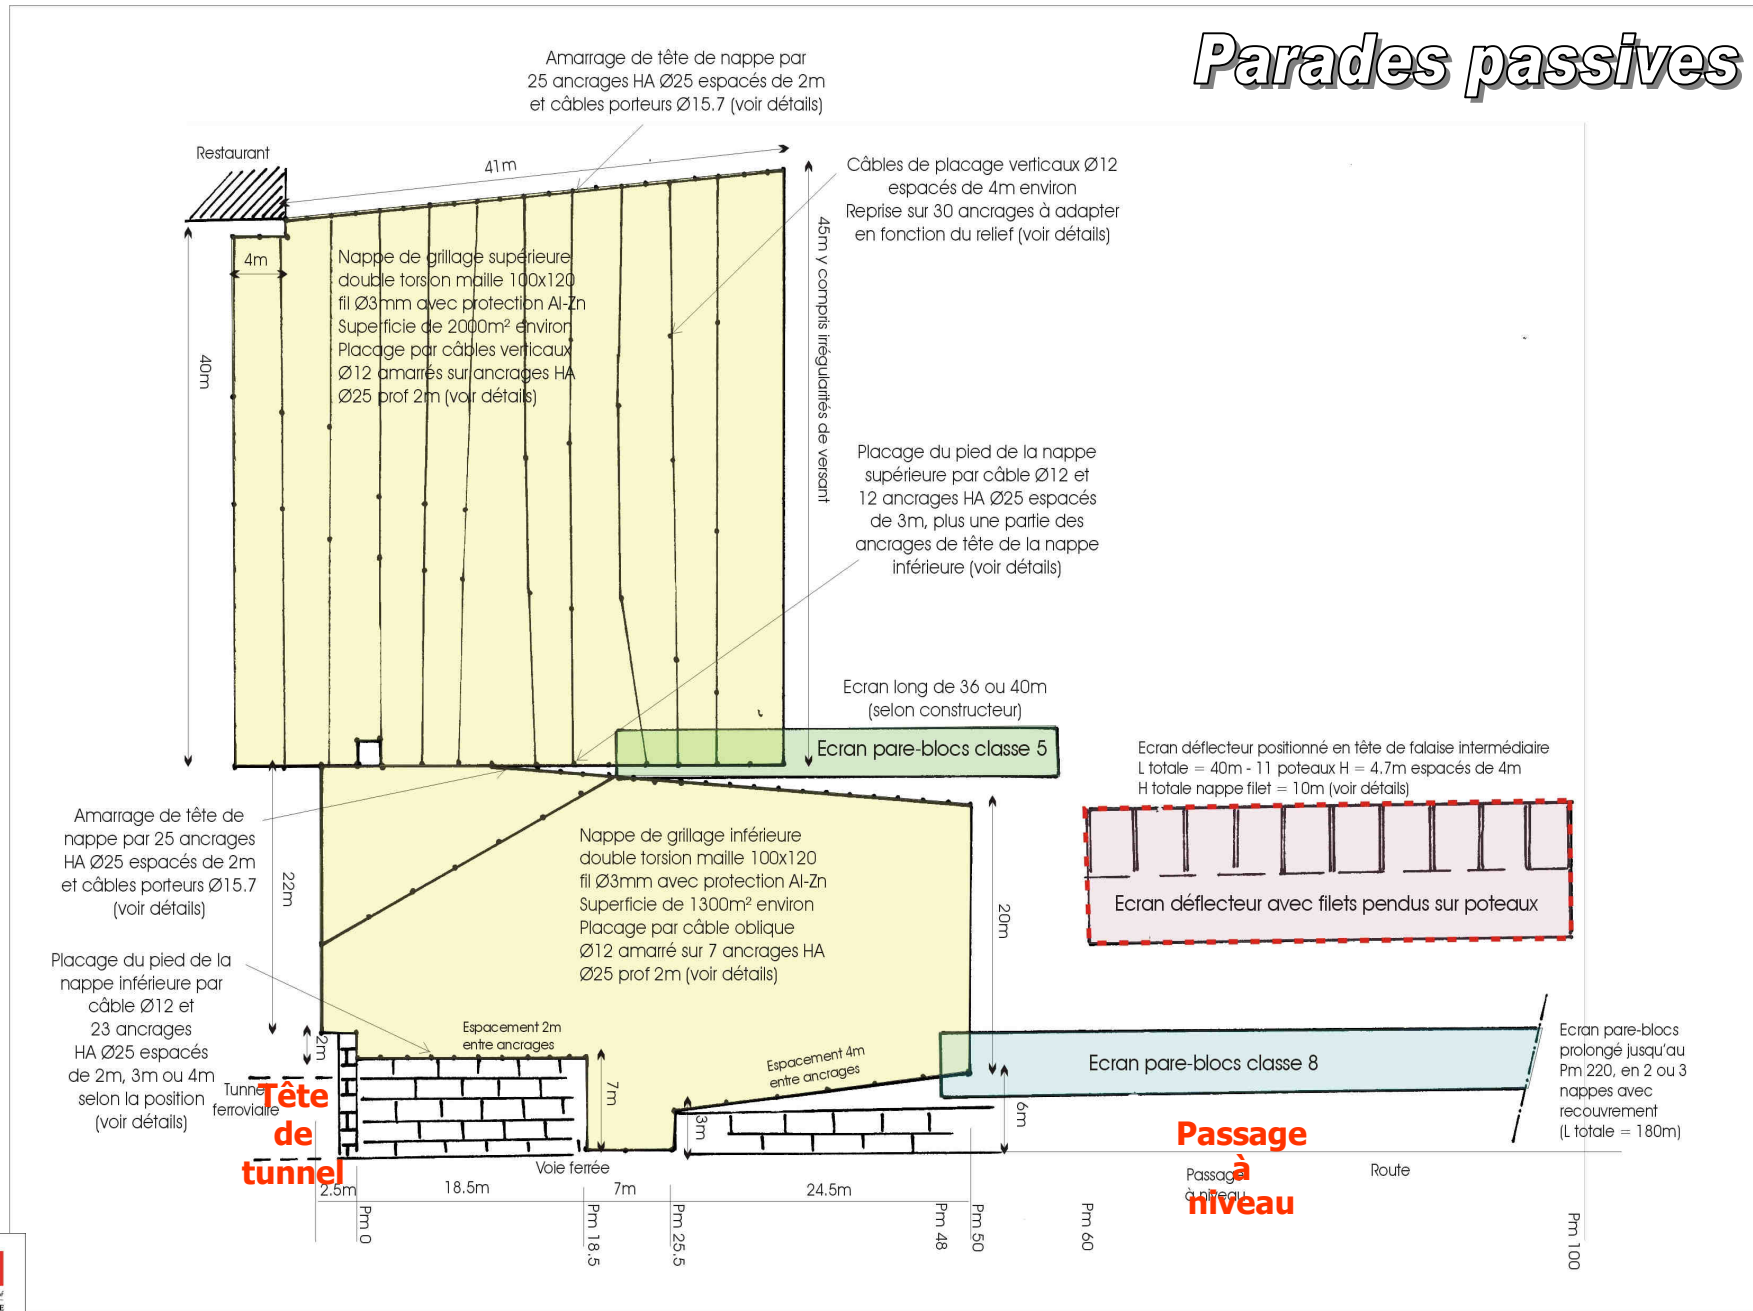 Parades passives
Amarrage de tête de nappe par
25 ancrages HA Ø25 espacés de 2m
et câbles porteurs Ø15.7 (voir détails)
Restaurant
41m
Câbles de placage verticaux Ø12
espacés de 4m environ
Reprise sur 30 ancrages à adapter
en fonction du relief (voir détails)
45m y compris irrégularités de versant
4m
40m
Nappe de grillage supérieure
double torsion maille 100x120
fil Ø3mm avec protection Al-Zn
Superficie de 2000m² environ
Placage par câbles verticaux
Ø12 amarrés sur ancrages HA
Ø25 prof 2m (voir détails)
Placage du pied de la nappe
supérieure par câble Ø12 et
12 ancrages HA Ø25 espacés
de 3m, plus une partie des
ancrages de tête de la nappe
inférieure (voir détails)
Ecran long de 36 ou 40m
(selon constructeur)
Ecran pare-blocs classe 5
Ecran déflecteur positionné en tête de falaise intermédiaire
L totale = 40m - 11 poteaux H = 4.7m espacés de 4m
H totale nappe filet = 10m (voir détails)
Ecran déflecteur avec filets pendus sur poteaux
Amarrage de tête de
nappe par 25 ancrages
HA Ø25 espacés de 2m
et câbles porteurs Ø15.7
(voir détails)
22m
Nappe de grillage inférieure
double torsion maille 100x120
fil Ø3mm avec protection Al-Zn
Superficie de 1300m² environ
Placage par câble oblique
Ø12 amarré sur 7 ancrages HA
Ø25 prof 2m (voir détails)
20m
Placage du pied de la
nappe inférieure par
câble Ø12 et
23 ancrages
HA Ø25 espacés
de 2m, 3m ou 4m
selon la position
(voir détails)
2m
Espacement 2m
entre ancrages
Espacement 4m
entre ancrages
7m
3m
6m
Ecran pare-blocs classe 8
Ecran pare-blocs
prolongé jusqu'au
Pm 220, en 2 ou 3
nappes avec
recouvrement
(L totale = 180m)
Tunnel
ferroviaire
Tête
de
tunnel
Voie ferrée
Passage
à
niveau
Passage
à niveau
Route
2.5m
18.5m
7m
24.5m
Pm 0
Pm 18.5
Pm 25.5
Pm 48
Pm 50
Pm 60
Pm 100